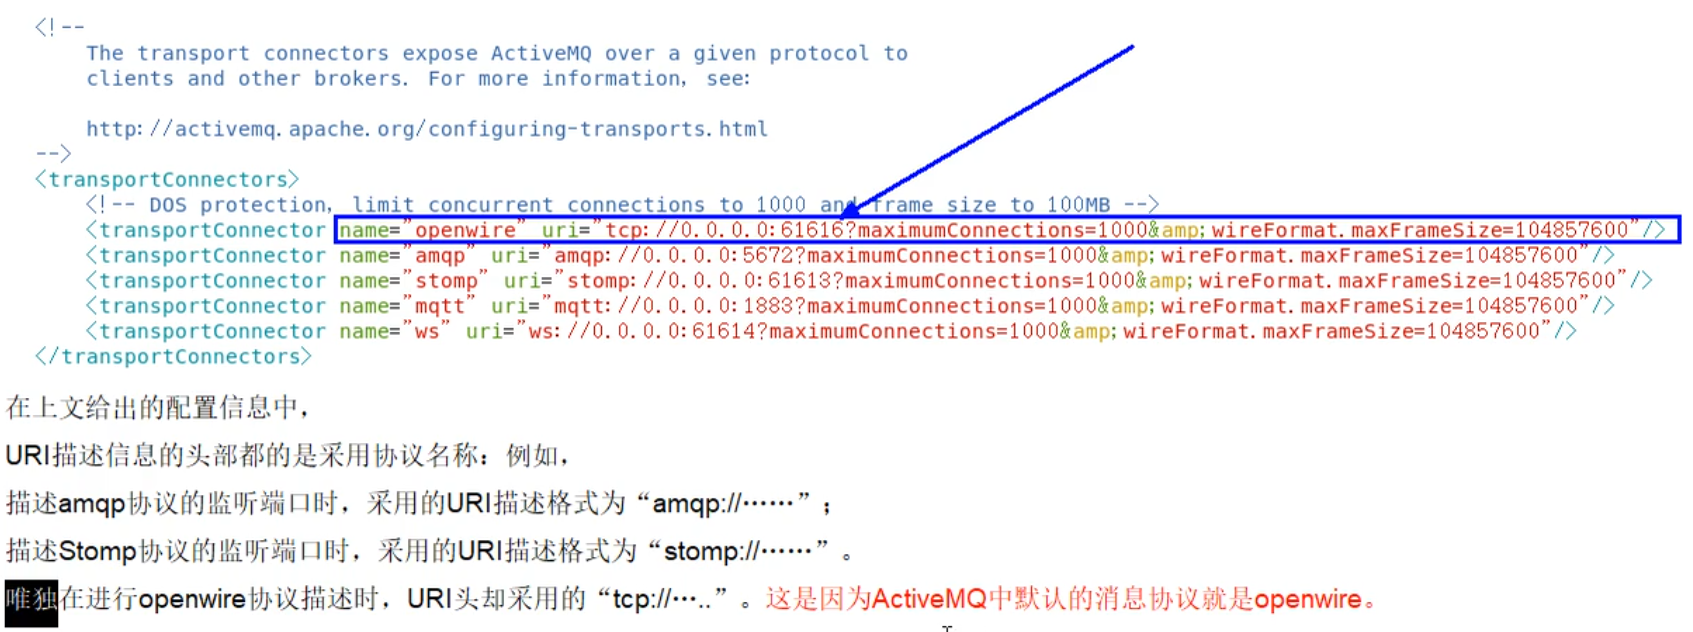 <!--
The transport connectors expose ActiveMQ over a given protocol to
clients and other brokers. For more information, see:
http://activemq.apache.org/configuring-transports.html
-->
<transportConnectors>
<!-- DOS protection, limit concurrent connections to 1000 and frame size to 100MB -->
<transportConnector name="openwire" uri="tcp://0.0.0.0:61616?maximumConnections=1000&amp;wireFormat.maxFrameSize=104857600"/>
<transportConnector name="amqp" uri="amqp://0.0.0.0:5672?maximumConnections=1000&amp;wireFormat.maxFrameSize=104857600"/>
<transportConnector name="stomp" uri="stomp://0.0.0.0:61613?maximumConnections=1000&amp;wireFormat.maxFrameSize=104857600"/>
<transportConnector name="mqtt" uri="mqtt://0.0.0.0:1883?maximumConnections=1000&amp;wireFormat.maxFrameSize=104857600"/>
<transportConnector name="ws" uri="ws://0.0.0.0:61614?maximumConnections=1000&amp;wireFormat.maxFrameSize=104857600"/>
</transportConnectors>
在上文给出的配置信息中，
URI描述信息的头部都的是采用协议名称：例如，
描述amqp协议的监听端口时，采用的URI描述格式为“amqp://······”；
描述Stomp协议的监听端口时，采用的URI描述格式为“stomp://······”。
唯独在进行openwire协议描述时，URI头却采用的“tcp://···..”。这是因为ActiveMQ中默认的消息协议就是openwire。